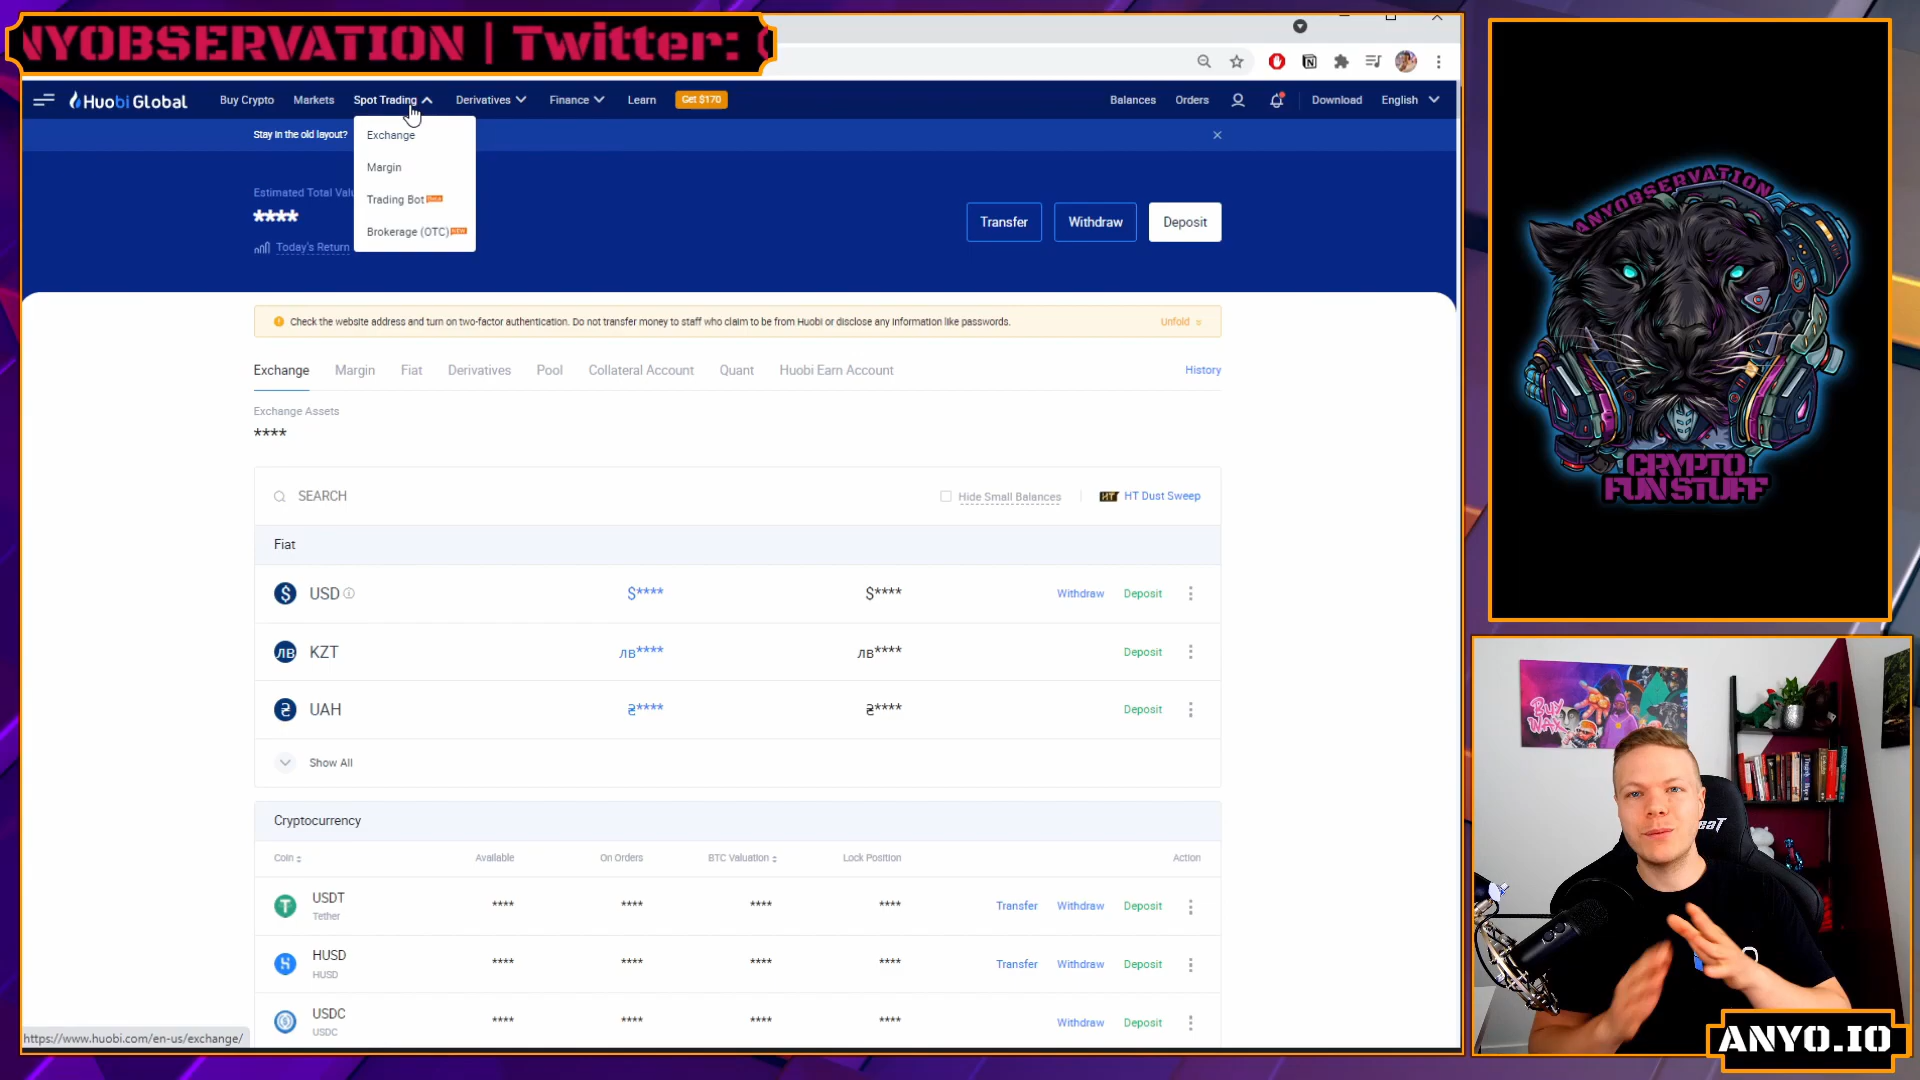 NYOBSERVATION | Twitter:
Huobi Global
Buy Crypto
Markets
Spot Trading
Derivatives
Finance
Learn
Get $170
Balances
Orders
Download
English
Stay in the old layout?
Exchange
Margin
Trading Bot
Brokerage (OTC) NEW
Estimated Total Valu
****
Today's Return
Transfer
Withdraw
Deposit
Check the website address and turn on two-factor authentication. Do not transfer money to staff who claim to be from Huobi or disclose any information like passwords.
Unfold
Exchange
Margin
Fiat
Derivatives
Pool
Collateral Account
Quant
Huobi Earn Account
History
Exchange Assets
****
SEARCH
Hide Small Balances
HT HT Dust Sweep
Fiat
$ USD $**** $**** Withdraw Deposit
лв KZT лв**** лв**** Deposit
₴ UAH ₴**** ₴**** Deposit
Show All
Cryptocurrency
Coin Available On Orders BTC Valuation Lock Position Action
USDT **** **** **** **** Transfer Withdraw Deposit
Tether
HUSD **** **** **** **** Transfer Withdraw Deposit
HUSD
USDC **** **** **** **** Withdraw Deposit
USDC
https://www.huobi.com/en-us/exchange/
ANYOBSERVATION
CRYPTO
FUN STUFF
BUY
WAX
ANYO.IO